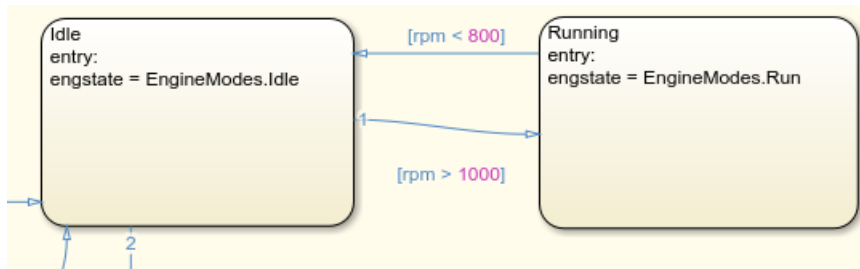 Idle
entry:
engstate = EngineModes.Idle
[rpm < 800]
Running
entry:
engstate = EngineModes.Run
1
[rpm > 1000]
2